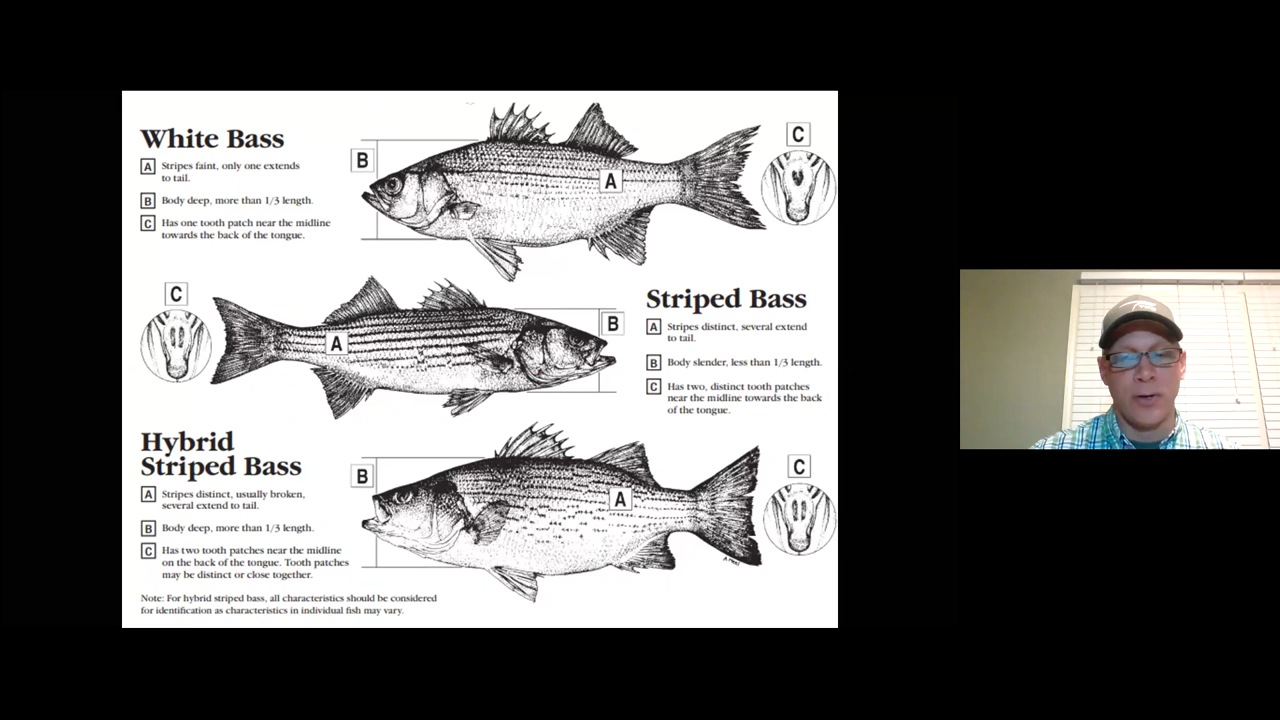 White Bass
A Stripes faint, only one extends
to tail.
B Body deep, more than 1/3 length.
C Has one tooth patch near the midline
towards the back of the tongue.
B
A
C
C
A
B
Striped Bass
A Stripes distinct, several extend
to tail.
B Body slender, less than 1/3 length.
C Has two, distinct tooth patches
near the midline towards the back
of the tongue.
Hybrid
Striped Bass
A Stripes distinct, usually broken,
several extend to tail.
B Body deep, more than 1/3 length.
C Has two tooth patches near the midline
on the back of the tongue. Tooth patches
may be distinct or close together.
B
A
C
Note: For hybrid striped bass, all characteristics should be considered
for identification as characteristics in individual fish may vary.